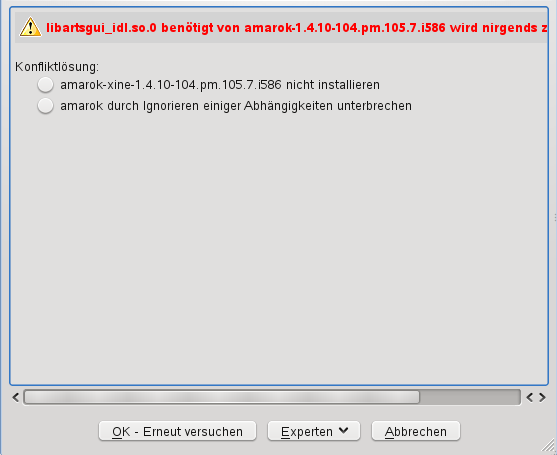 libartsgui_idl.so.0 benötigt von amarok-1.4.10-104.pm.105.7.i586 wird nirgends z
Konfliktlösung:
amarok-xine-1.4.10-104.pm.105.7.i586 nicht installieren
amarok durch Ignorieren einiger Abhängigkeiten unterbrechen
OK - Erneut versuchen Experten Abbrechen